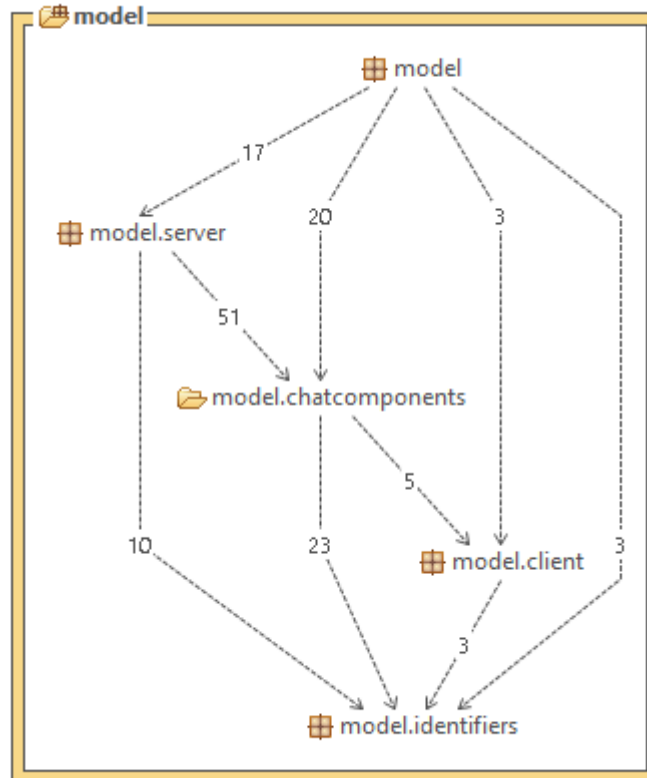 model
model
17
20
3
model.server
51
model.chatcomponents
5
10
23
3
model.client
3
model.identifiers